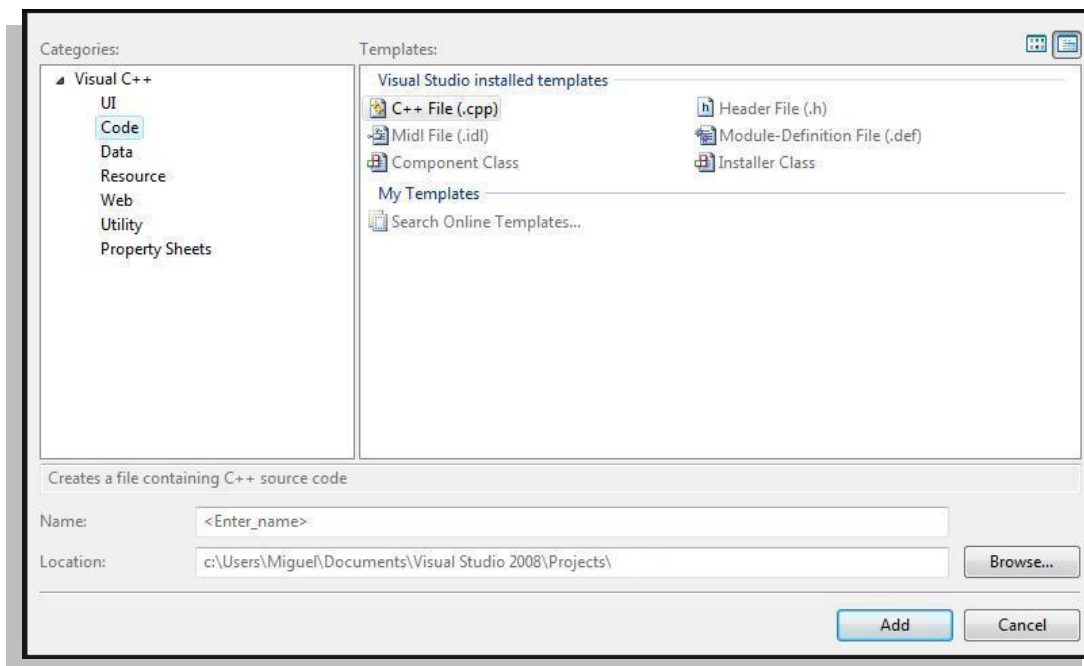 Categories:
Templates:
Visual C++
UI
Code
Data
Resource
Web
Utility
Property Sheets
Visual Studio installed templates
C++ File (.cpp)
Header File (.h)
Midl File (.idl)
Module-Definition File (.def)
Component Class
Installer Class
My Templates
Search Online Templates...
Creates a file containing C++ source code
Name:
<Enter_name>
Location:
c:\Users\Miguel\Documents\Visual Studio 2008\Projects\
Browse...
Add
Cancel